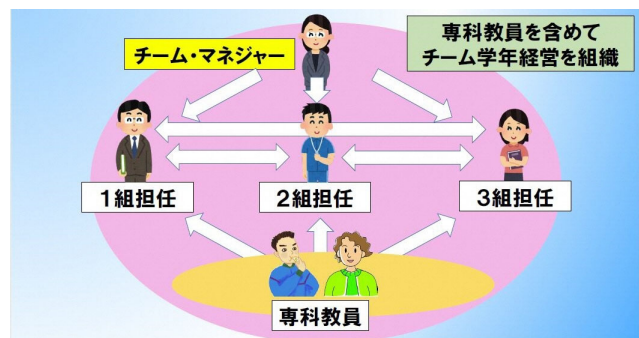 チーム・マネジャー
専科教員を含めて
チーム学年経営を組織
1組担任
2組担任
3組担任
専科教員